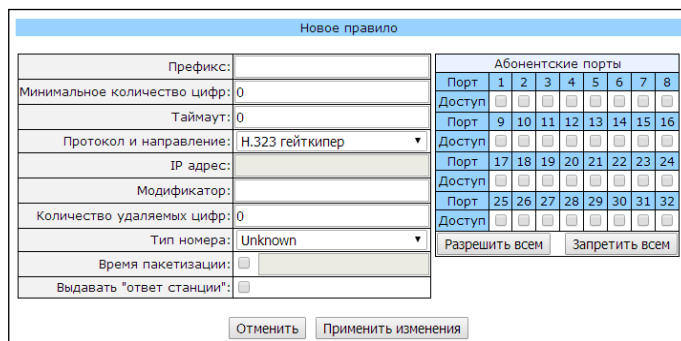 Новое правило
Префикс:
Минимальное количество цифр: 0
Таймаут: 0
Протокол и направление: H.323 гейткипер
IP адрес:
Модификатор:
Количество удаляемых цифр: 0
Тип номера: Unknown
Время пакетизации:
Выдавать "ответ станции":
Абонентские порты
Порт 1 2 3 4 5 6 7 8
Доступ
Порт 9 10 11 12 13 14 15 16
Доступ
Порт 17 18 19 20 21 22 23 24
Доступ
Порт 25 26 27 28 29 30 31 32
Доступ
Разрешить всем Запретить всем
Отменить Применить изменения